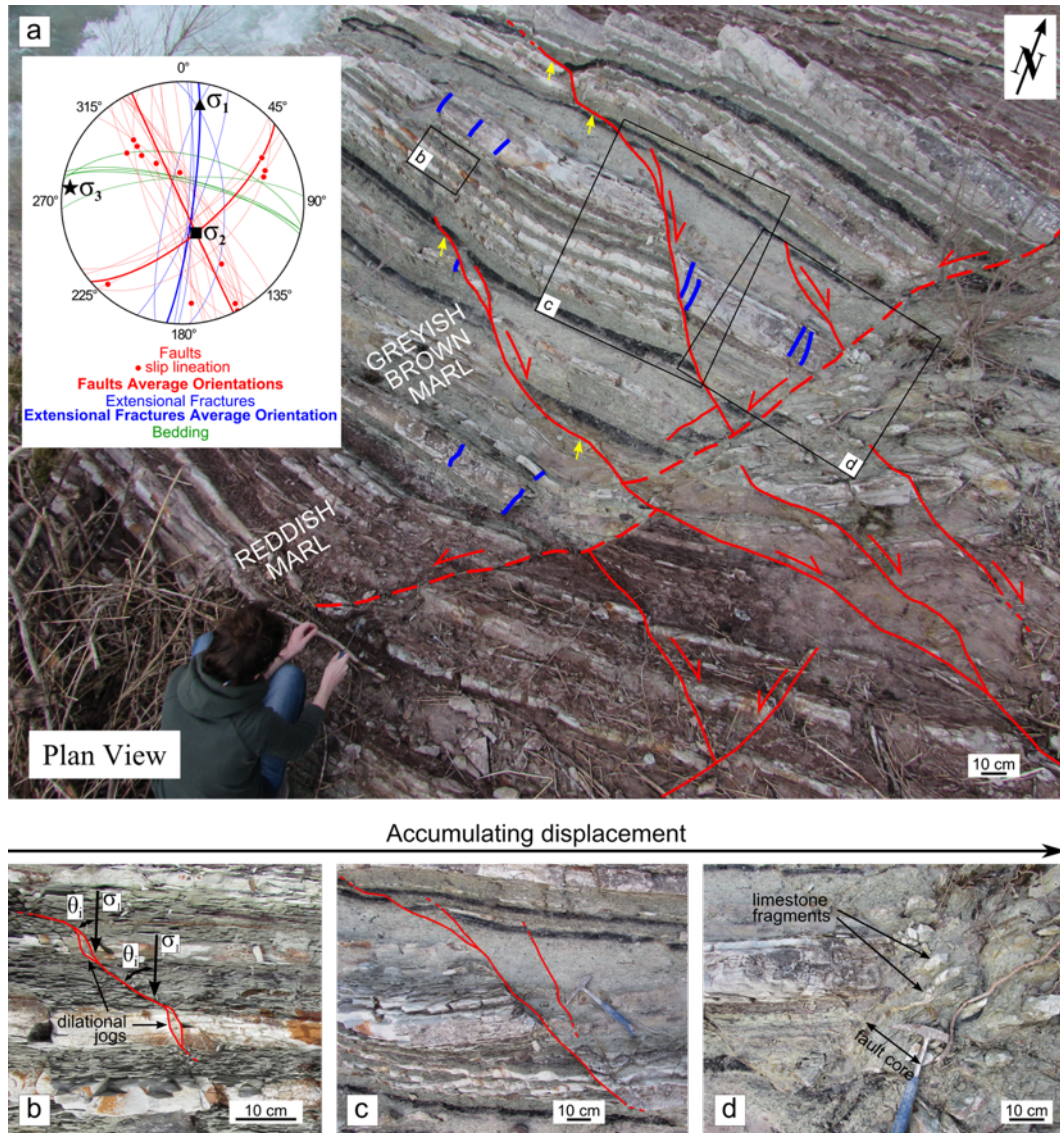 a
N
0°
45°
90°
135°
180°
225°
270°
315°
σ1
σ2
σ3
Faults
• slip lineation
Faults Average Orientations
Extensional Fractures
Extensional Fractures Average Orientation
Bedding
b
c
d
GREYISH
BROWN
MARL
REDDISH
MARL
Plan View
10 cm
Accumulating displacement
θi
σ1
θi
σ1
dilational
jogs
b
10 cm
c
10 cm
limestone
fragments
fault core
d
10 cm